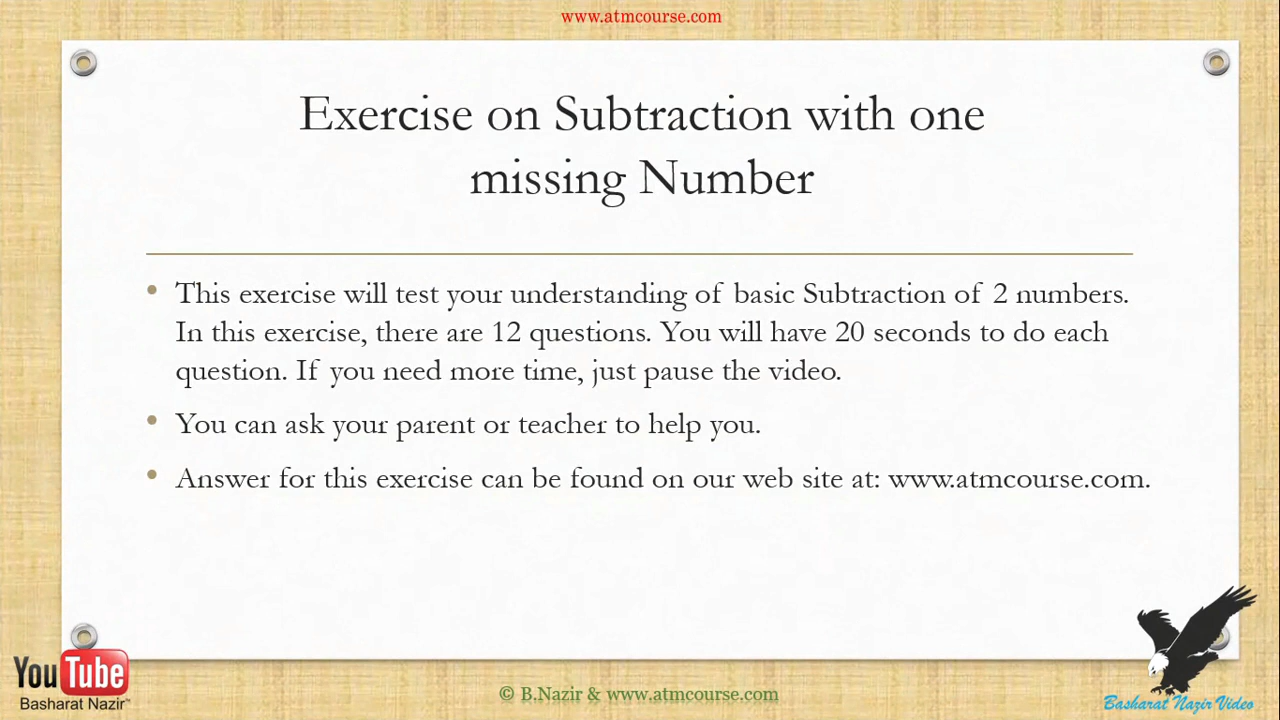 www.atmcourse.com
Exercise on Subtraction with one
missing Number
• This exercise will test your understanding of basic Subtraction of 2 numbers.
In this exercise, there are 12 questions. You will have 20 seconds to do each
question. If you need more time, just pause the video.
• You can ask your parent or teacher to help you.
• Answer for this exercise can be found on our web site at: www.atmcourse.com.
YouTube
Basharat Nazir™
© B.Nazir & www.atmcourse.com
Basharat Nazir Video